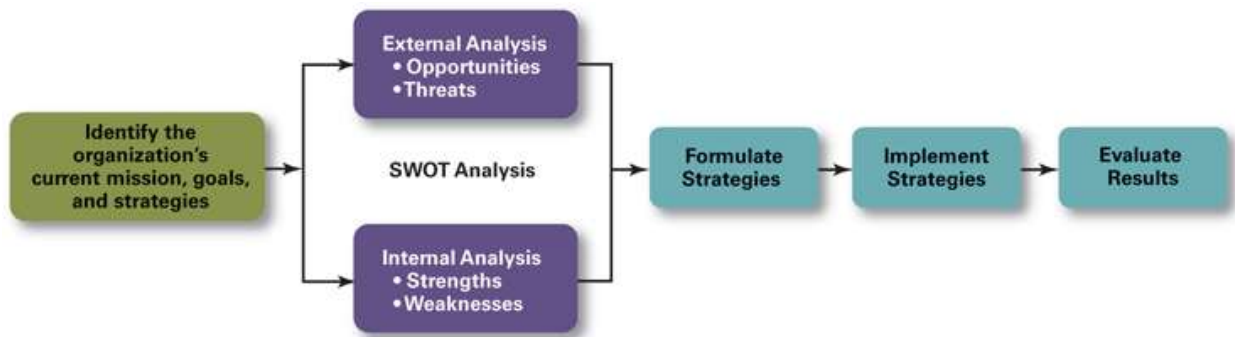 Identify the
organization's
current mission, goals,
and strategies
External Analysis
• Opportunities
•Threats
SWOT Analysis
Internal Analysis
• Strengths
•Weaknesses
Formulate
Strategies
Implement
Strategies
Evaluate
Results